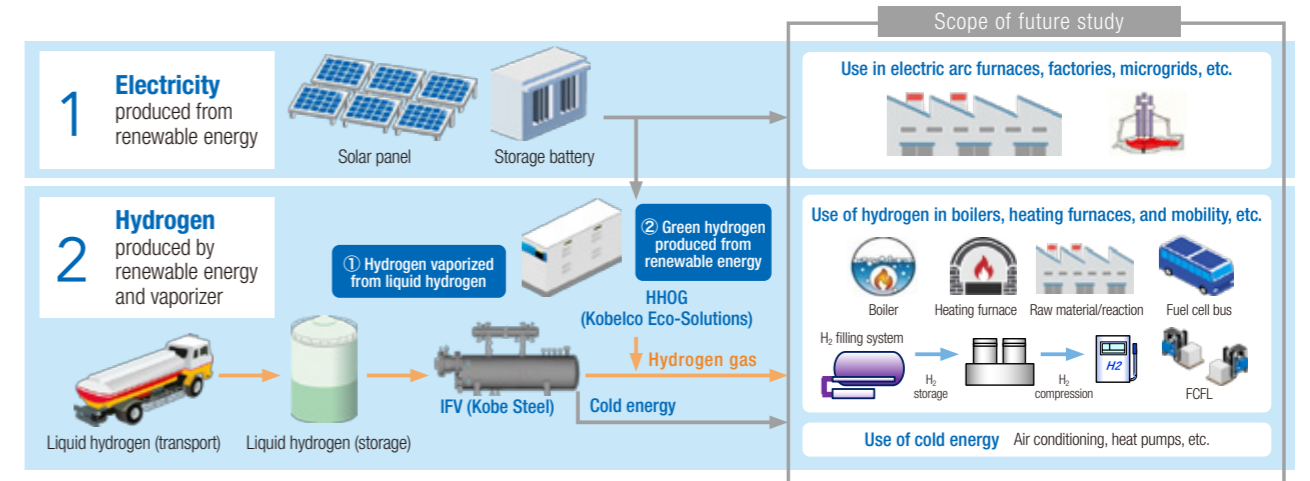 Scope of future study
1
Electricity
produced from
renewable energy
Solar panel
Storage battery
Use in electric arc furnaces, factories, microgrids, etc.
2
Hydrogen
produced by
renewable energy
and vaporizer
① Hydrogen vaporized
from liquid hydrogen
② Green hydrogen
produced from
renewable energy
HHOG
(Kobelco Eco-Solutions)
Hydrogen gas
IFV (Kobe Steel)
Cold energy
Liquid hydrogen (transport)
Liquid hydrogen (storage)
Use of hydrogen in boilers, heating furnaces, and mobility, etc.
Boiler
Heating furnace
Raw material/reaction
Fuel cell bus
H₂ filling system
H₂
storage
H₂
compression
H2
FCFL
Use of cold energy Air conditioning, heat pumps, etc.